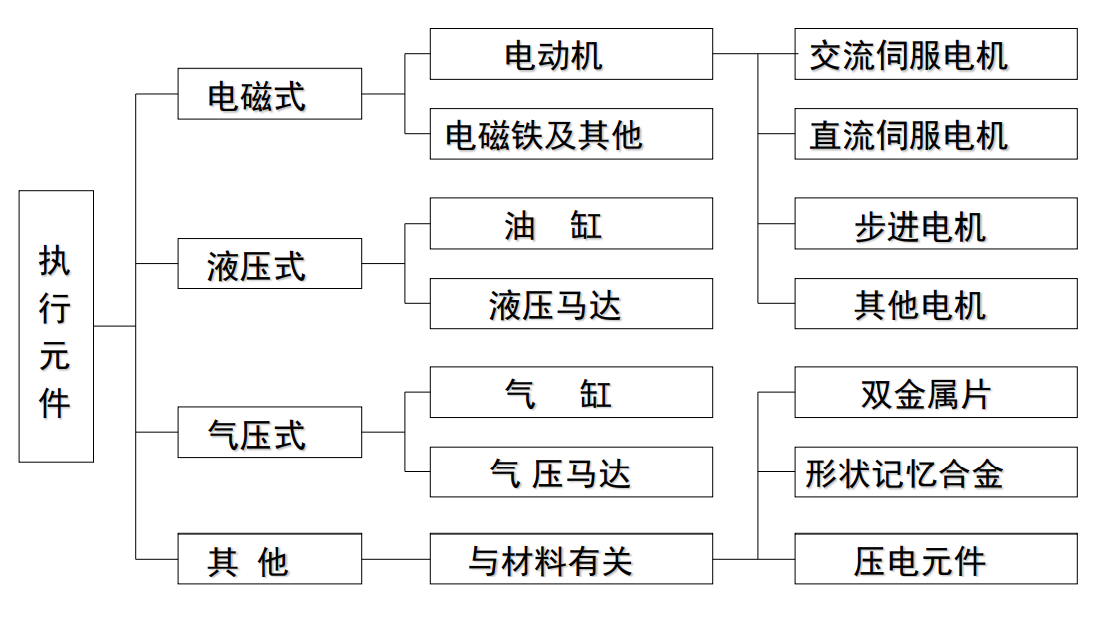 执
行
元
件
电磁式
液压式
气压式
其 他
电动机
电磁铁及其他
油 缸
液压马达
气 缸
气 压马达
与材料有关
交流伺服电机
直流伺服电机
步进电机
其他电机
双金属片
形状记忆合金
压电元件